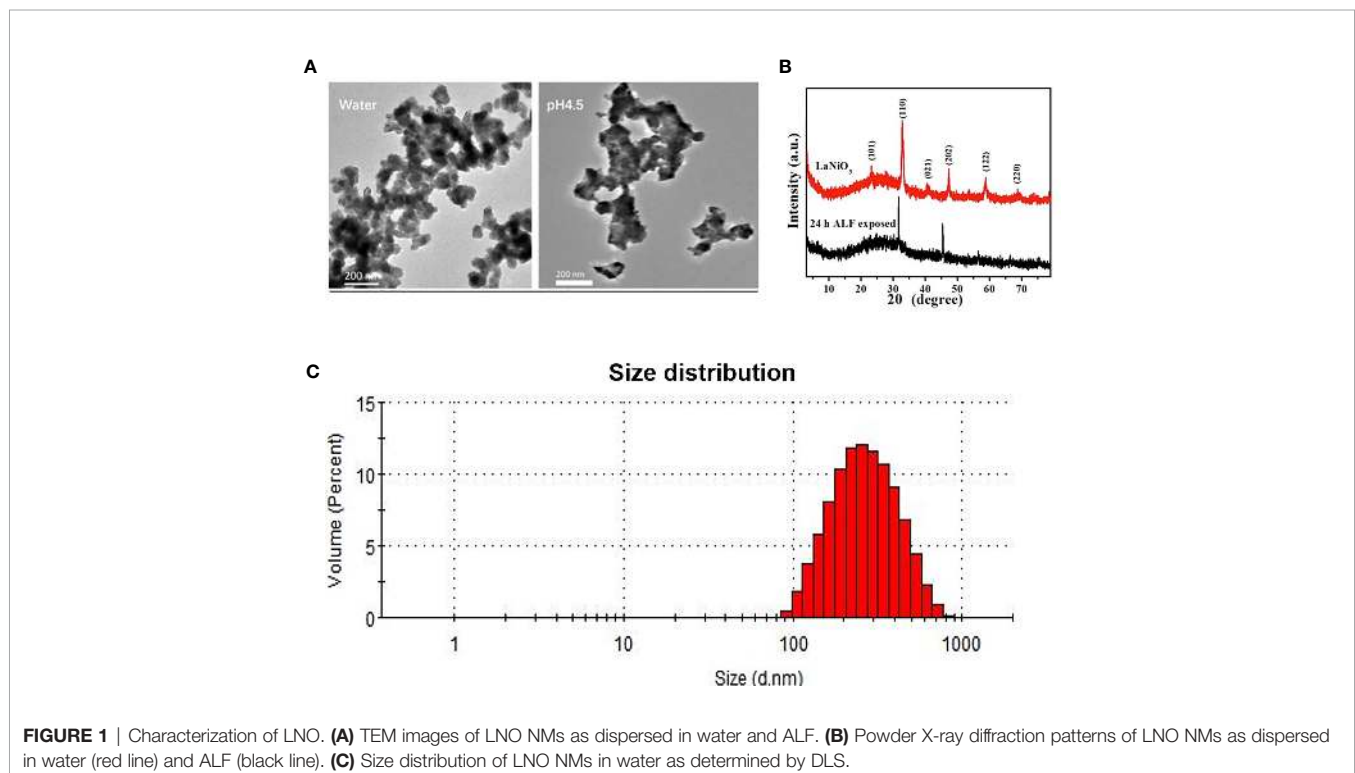 A
B
Water
pH4.5
200 nm
200 nm
Intensity (a.u.)
LaNiO3
(101)
(110)
(021)
(202)
(122)
(220)
24 h ALF exposed
10 20 30 40 50 60 70
2θ (degree)
C
Size distribution
Volume (Percent)
15
10
5
0
1 10 100 1000
Size (d.nm)
FIGURE 1 | Characterization of LNO. (A) TEM images of LNO NMs as dispersed in water and ALF. (B) Powder X-ray diffraction patterns of LNO NMs as dispersed
in water (red line) and ALF (black line). (C) Size distribution of LNO NMs in water as determined by DLS.